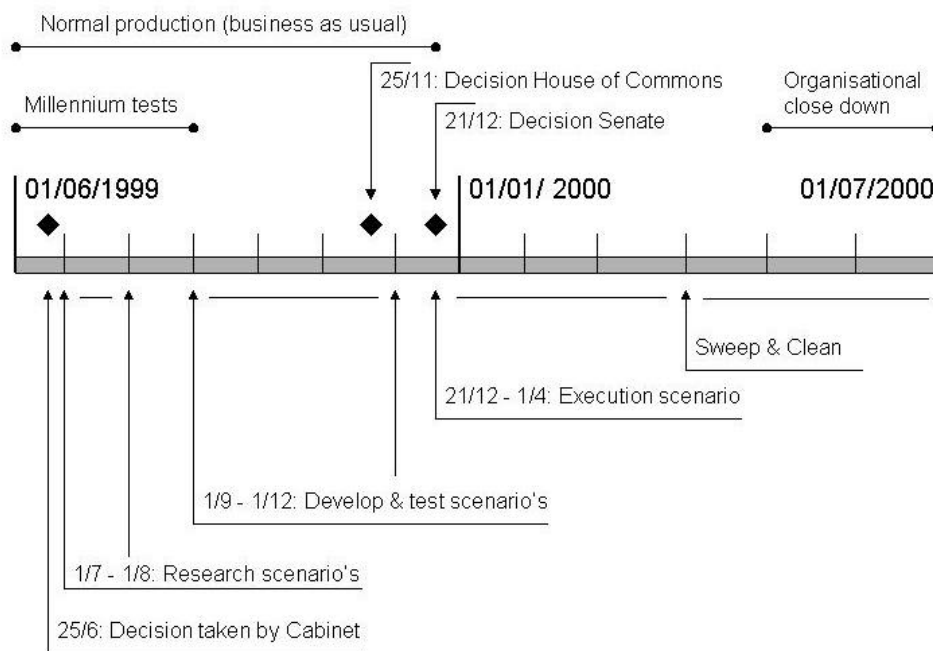 Normal production (business as usual)
25/11: Decision House of Commons
Organisational
close down
Millennium tests
21/12: Decision Senate
01/06/1999
01/01/ 2000
01/07/2000
Sweep & Clean
21/12 - 1/4: Execution scenario
1/9 - 1/12: Develop & test scenario's
1/7 - 1/8: Research scenario's
25/6: Decision taken by Cabinet